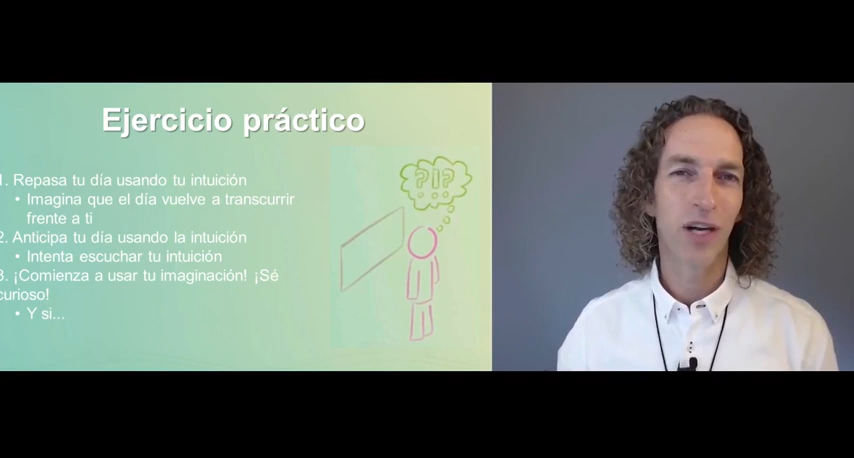 Ejercicio práctico
?!?
1. Repasa tu día usando tu intuición
• Imagina que el día vuelve a transcurrir
frente a ti
2. Anticipa tu día usando la intuición
• Intenta escuchar tu intuición
3. ¡Comienza a usar tu imaginación! ¡Sé
curioso!
• Y si...